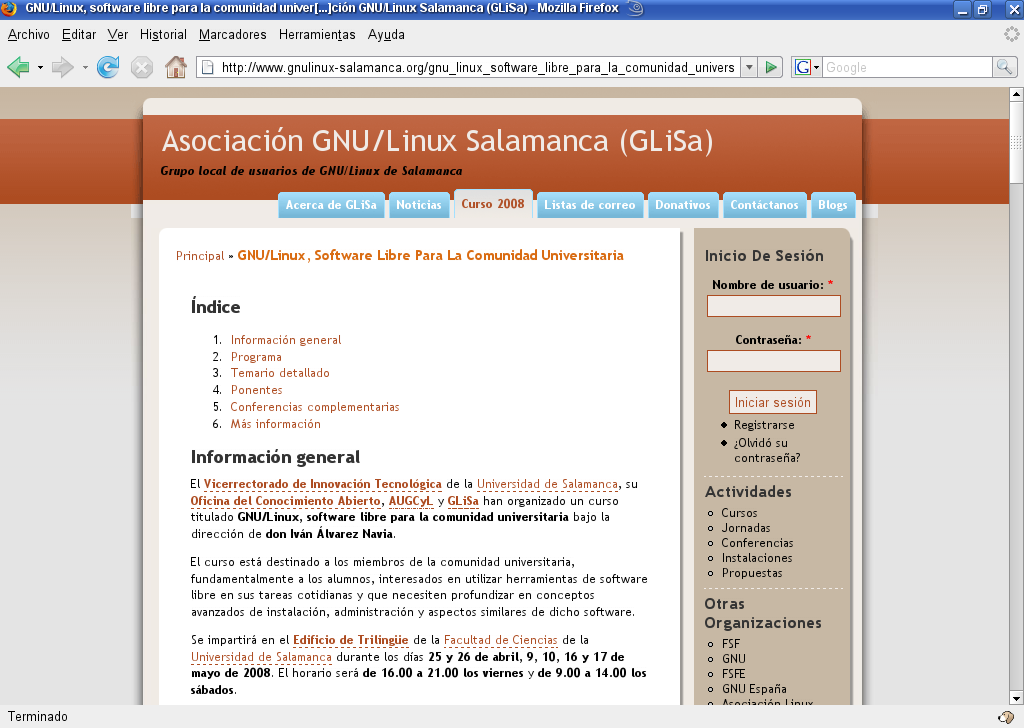 GNU/Linux, software libre para la comunidad univer[...]ción GNU/Linux Salamanca (GLiSa) - Mozilla Firefox
Archivo Editar Ver Historial Marcadores Herramientas Ayuda
http://www.gnulinux-salamanca.org/gnu_linux_software_libre_para_la_comunidad_univers
G Google
Asociación GNU/Linux Salamanca (GLiSa)
Grupo local de usuarios de GNU/Linux de Salamanca
Acerca de GLiSa Noticias Curso 2008 Listas de correo Donativos Contáctanos Blogs
Principal » GNU/Linux, Software Libre Para La Comunidad Universitaria
Índice
1. Información general
2. Programa
3. Temario detallado
4. Ponentes
5. Conferencias complementarias
6. Más información
Información general
El Vicerrectorado de Innovación Tecnológica de la Universidad de Salamanca, su
Oficina del Conocimiento Abierto, AUGCyL y GLiSa han organizado un curso
titulado GNU/Linux, software libre para la comunidad universitaria bajo la
dirección de don Iván Álvarez Navia.
El curso está destinado a los miembros de la comunidad universitaria,
fundamentalmente a los alumnos, interesados en utilizar herramientas de software
libre en sus tareas cotidianas y que necesiten profundizar en conceptos
avanzados de instalación, administración y aspectos similares de dicho software.
Se impartirá en el Edificio de Trilingüe de la Facultad de Ciencias de la
Universidad de Salamanca durante los días 25 y 26 de abril, 9, 10, 16 y 17 de
mayo de 2008. El horario será de 16.00 a 21.00 los viernes y de 9.00 a 14.00 los
sábados.
Inicio De Sesión
Nombre de usuario: *
Contraseña: *
Iniciar sesión
Registrarse
¿Olvidó su
contraseña?
Actividades
Cursos
Jornadas
Conferencias
Instalaciones
Propuestas
Otras
Organizaciones
FSF
GNU
FSFE
GNU España
Asociación Linux
Terminado